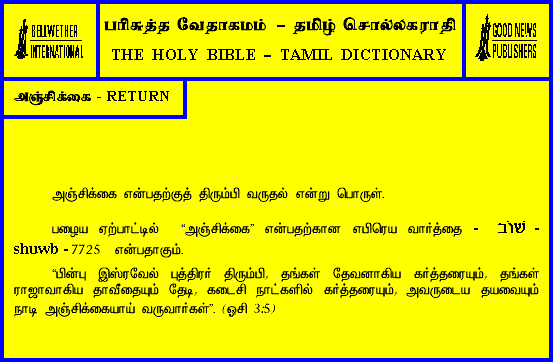 BELLWETHER
INTERNATIONAL
பரிசுத்த வேதாகமம் – தமிழ் சொல்லகராதி
THE HOLY BIBLE – TAMIL DICTIONARY
GOOD NEWS
PUBLISHERS
அஞ்சிக்கை - RETURN
அஞ்சிக்கை என்பதற்குத் திரும்பி வருதல் என்று பொருள்.
பழைய ஏற்பாட்டில் “அஞ்சிக்கை” என்பதற்கான எபிரெய வார்த்தை - שׁוּב -
shuwb - 7725 என்பதாகும்.
“பின்பு இஸ்ரவேல் புத்திரர் திரும்பி, தங்கள் தேவனாகிய கர்த்தரையும், தங்கள்
ராஜாவாகிய தாவீதையும் தேடி, கடைசி நாட்களில் கர்த்தரையும், அவருடைய தயவையும்
நாடி அஞ்சிக்கையாய் வருவார்கள்”. (ஓசி 3:5)